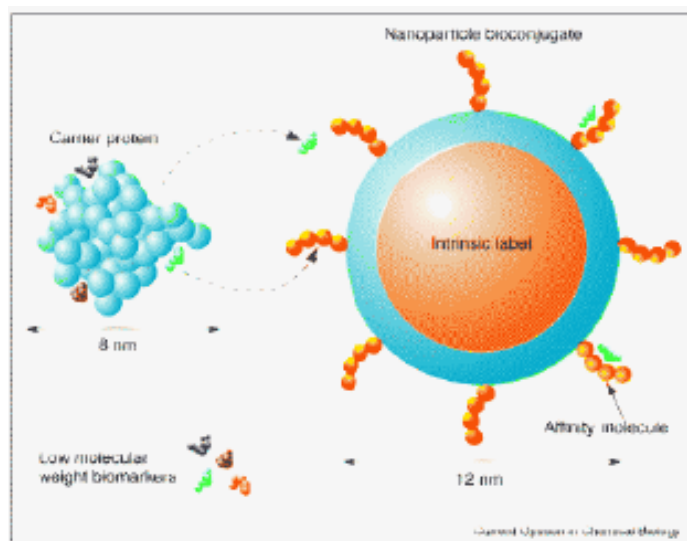 Nanoparticle bioconjugate
Carrier protein
Intrinsic label
8 nm
Affinity molecule
Low molecular
weight biomarkers
12 nm
Current Opinion in Chemical Biology